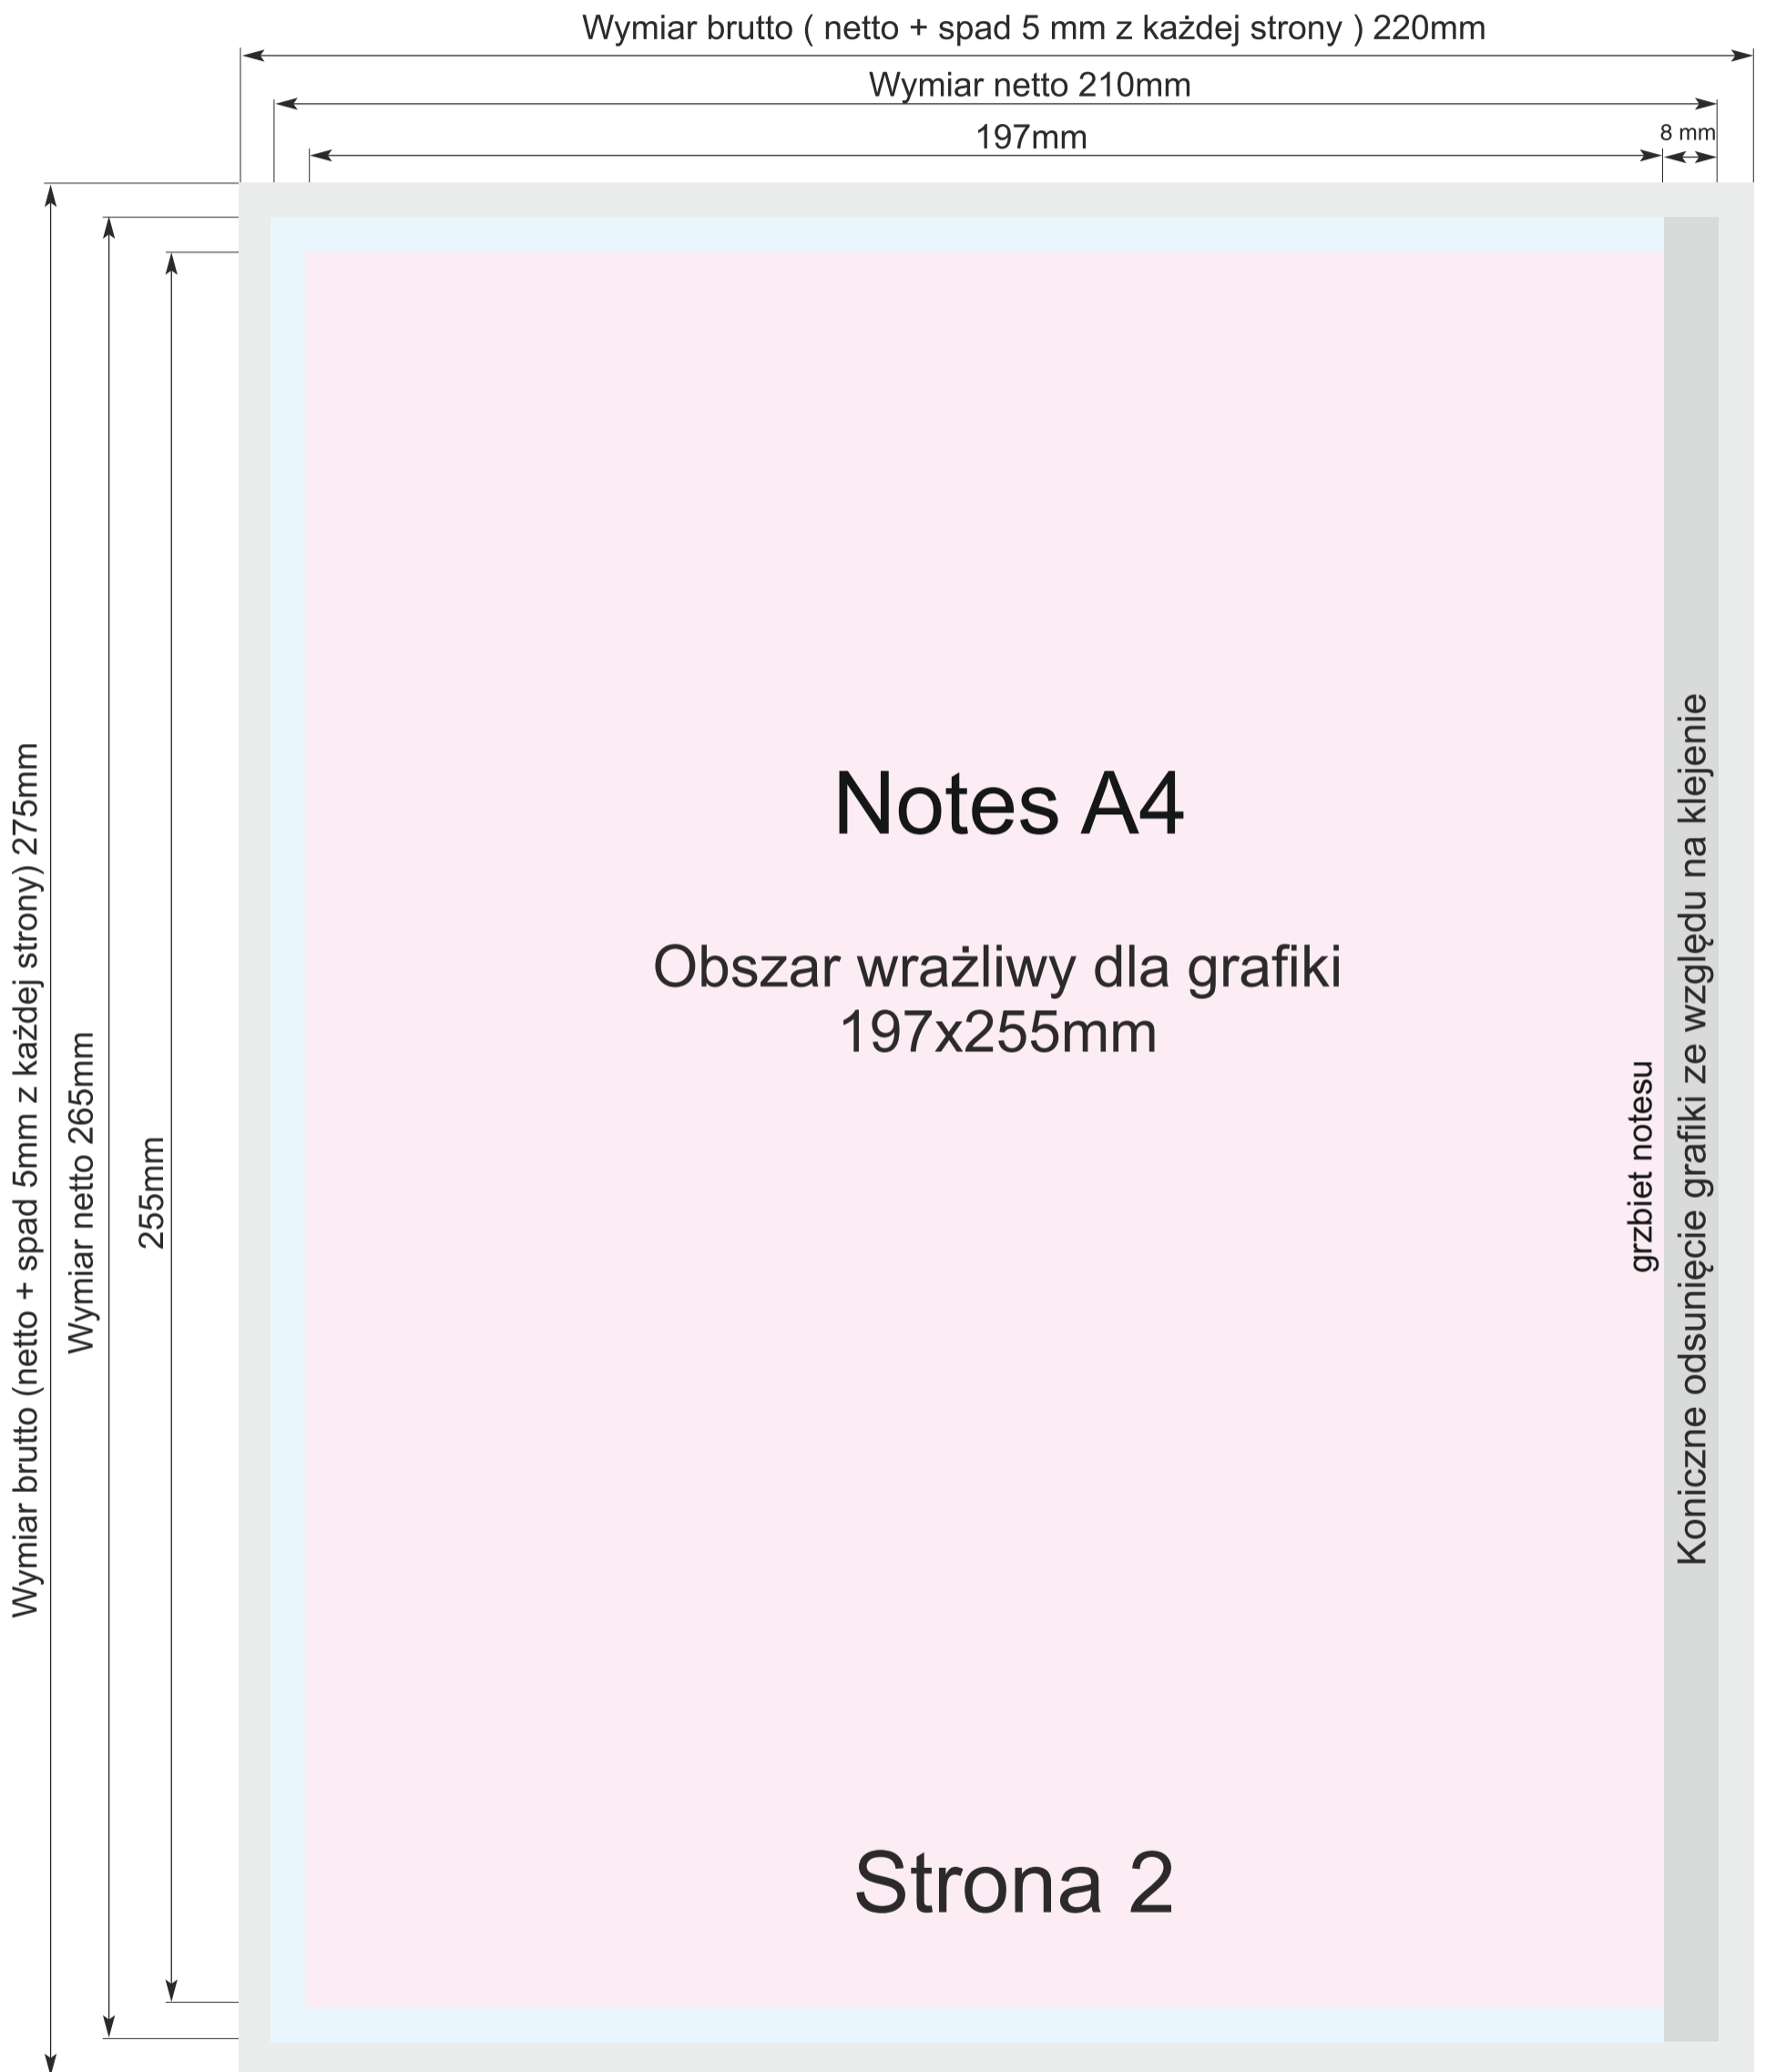 Wymiar brutto ( netto + spad 5 mm z każdej strony ) 220mm
Wymiar netto 210mm
197mm
8 mm
Wymiar brutto (netto + spad 5mm z każdej strony) 275mm
Wymiar netto 265mm
255mm
Notes A4
Obszar wrażliwy dla grafiki
197x255mm
grzbiet notesu
Koniczne odsunięcie grafiki ze względu na klejenie
Strona 2